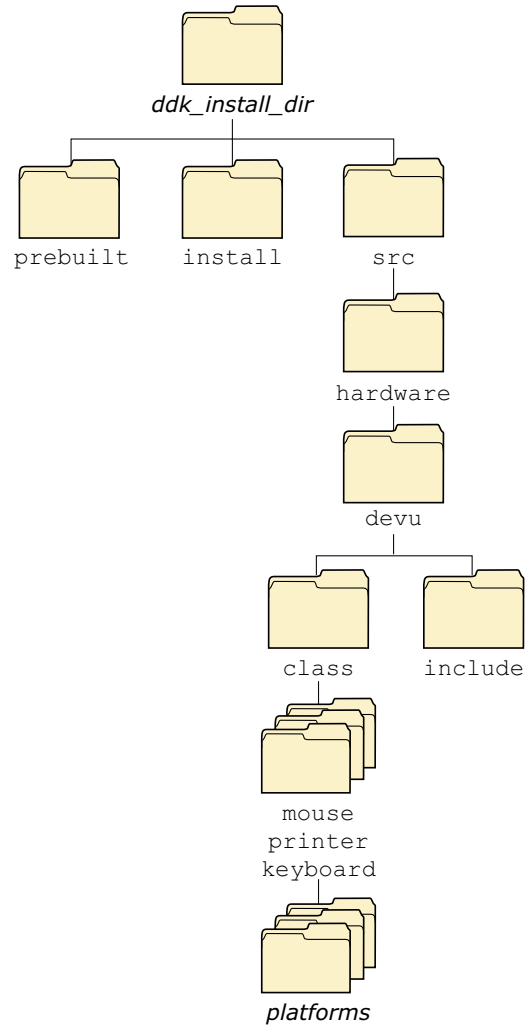 ddk_install_dir
prebuilt install src
hardware
devu
class include
mouse
printer
keyboard
platforms